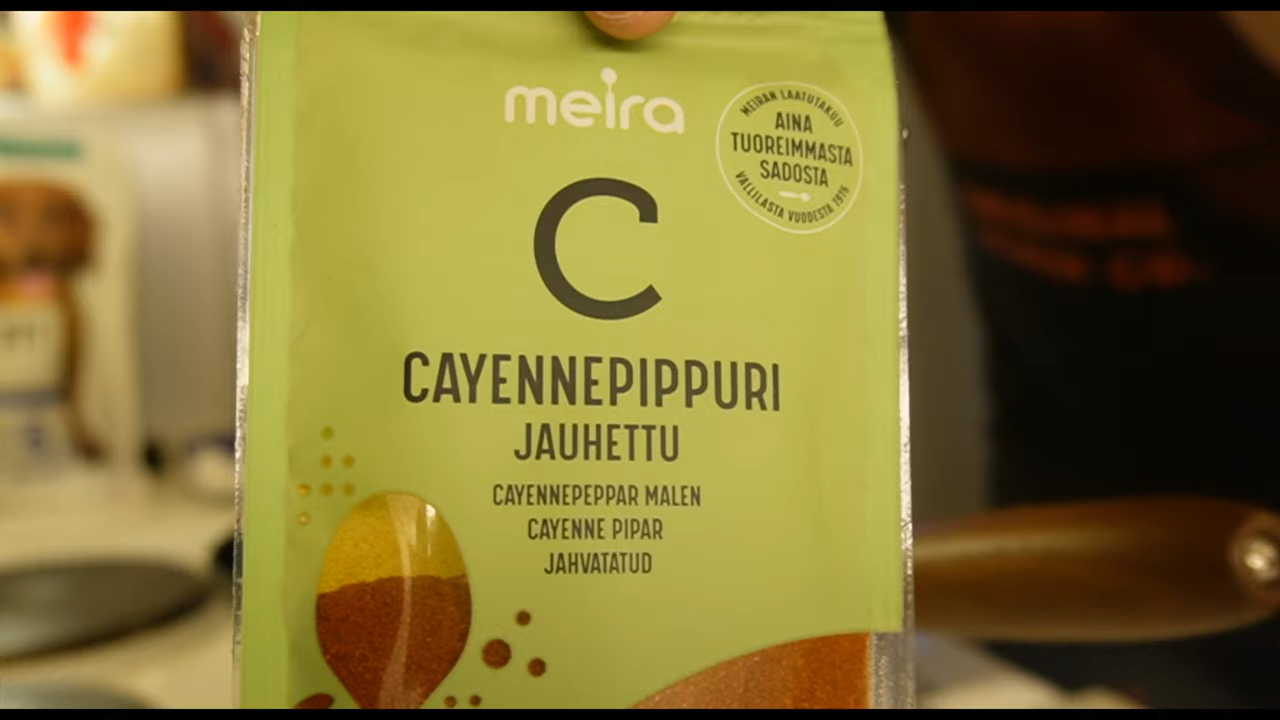 meira
MEIRAN LAATUTAKUU
AINA
TUOREIMMASTA
SADOSTA
VALLILASTA VUODESTA 1915
C
CAYENNEPIPPURI
JAUHETTU
CAYENNEPEPPAR MALEN
CAYENNE PIPAR
JAHVATATUD